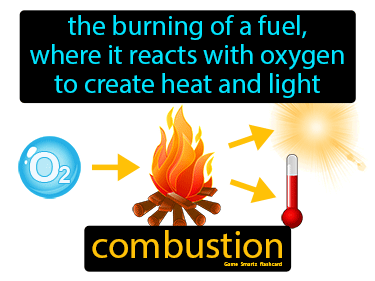 the burning of a fuel,
where it reacts with oxygen
to create heat and light
O2
combustion
Game Smartz Flashcard